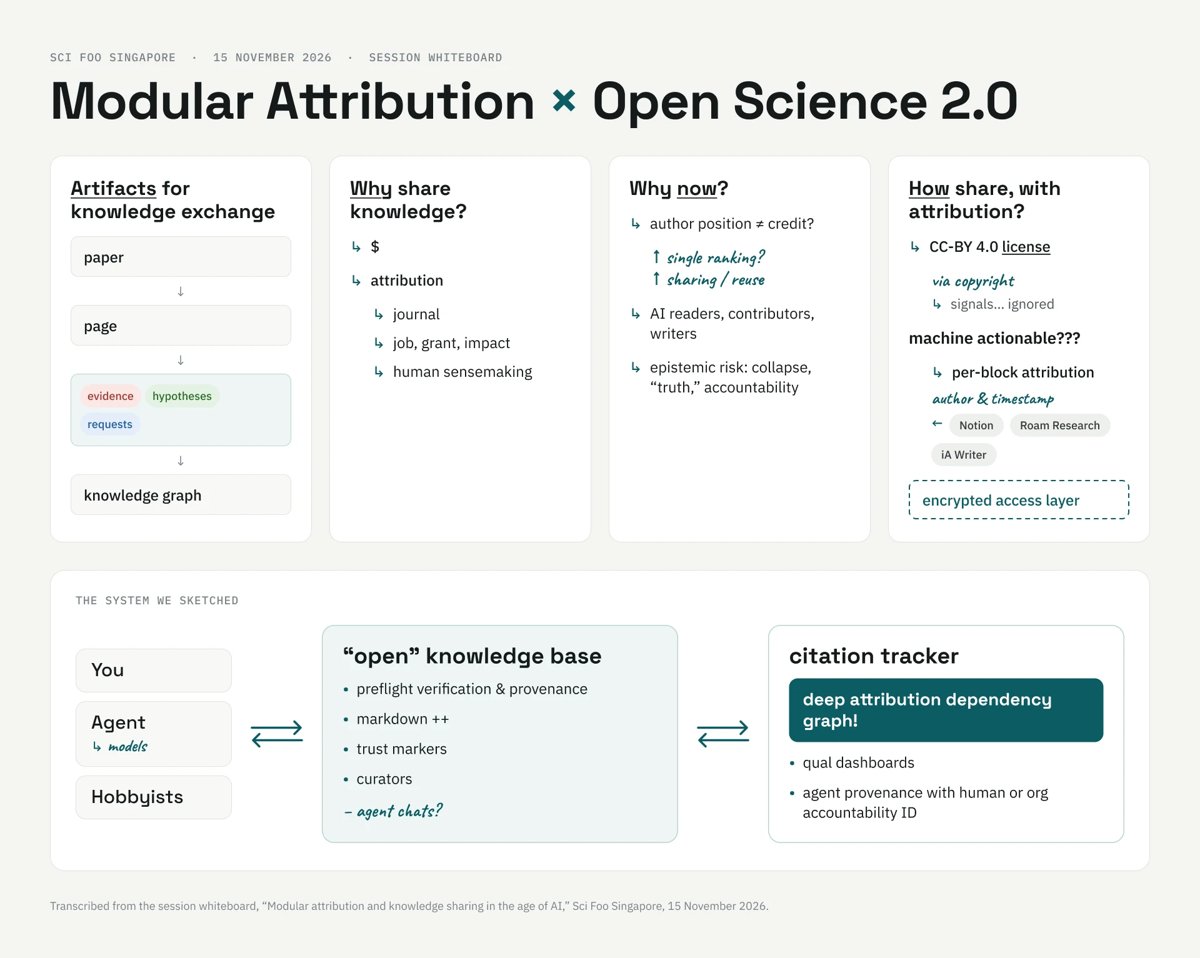 SCI FOO SINGAPORE · 15 NOVEMBER 2026 · SESSION WHITEBOARD
Modular Attribution × Open Science 2.0
Artifacts for
knowledge exchange
paper
↓
page
↓
evidence hypotheses
requests
↓
knowledge graph
Why share
knowledge?
↳ $
↳ attribution
↳ journal
↳ job, grant, impact
↳ human sensemaking
Why now?
↳ author position ≠ credit?
↑ single ranking?
↑ sharing / reuse
↳ AI readers, contributors,
writers
↳ epistemic risk: collapse,
“truth,” accountability
How share, with
attribution?
↳ CC-BY 4.0 license
via copyright
↳ signals... ignored
machine actionable???
↳ per-block attribution
author & timestamp
← Notion Roam Research
iA Writer
encrypted access layer
THE SYSTEM WE SKETCHED
You
Agent
↳ models
Hobbyists
“open” knowledge base
• preflight verification & provenance
• markdown ++
• trust markers
• curators
– agent chats?
citation tracker
deep attribution dependency
graph!
• qual dashboards
• agent provenance with human or org
accountability ID
Transcribed from the session whiteboard, “Modular attribution and knowledge sharing in the age of AI,” Sci Foo Singapore, 15 November 2026.